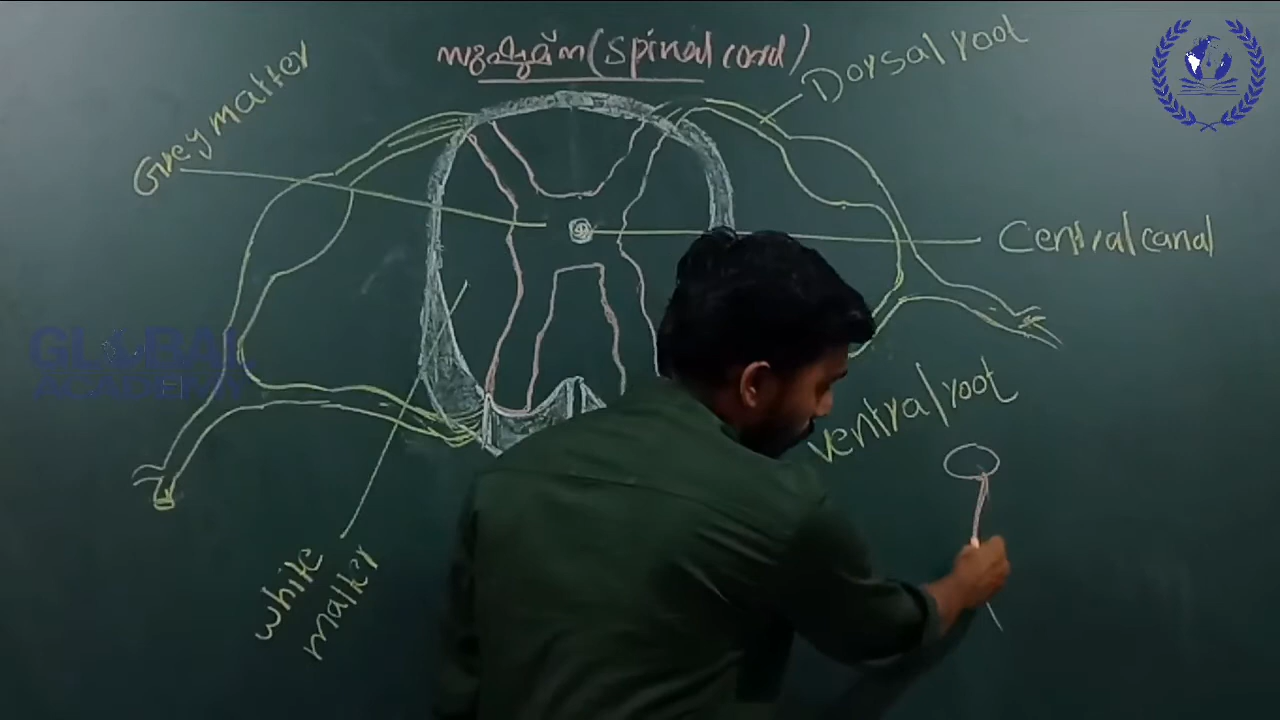 സുഷുമ്ന (Spinal cord)
Dorsal root
Grey matter
Central canal
GLOBAL
ACADEMY
ventral root
white
matter